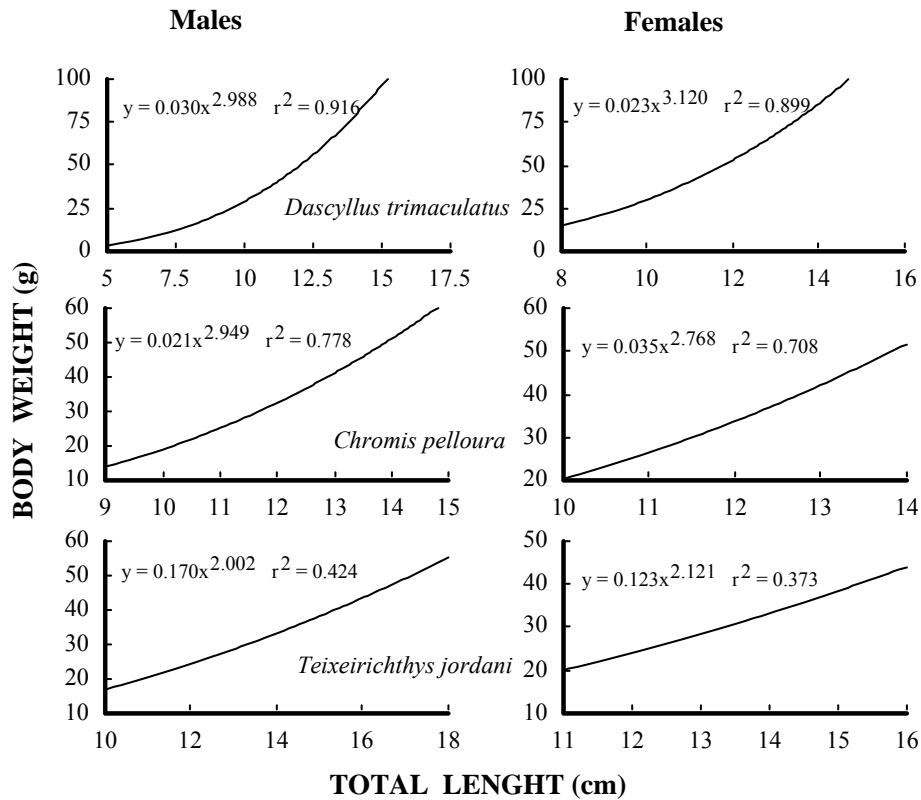 Males
Females
100
75
50
25
0
y = 0.030x^2.988 r^2 = 0.916
5 7.5 10 12.5 15 17.5
100
75
50
25
0
y = 0.023x^3.120 r^2 = 0.899
8 10 12 14 16
Dascyllus trimaculatus
60
50
40
30
20
10
y = 0.021x^2.949 r^2 = 0.778
9 10 11 12 13 14 15
60
50
40
30
20
y = 0.035x^2.768 r^2 = 0.708
10 11 12 13 14
Chromis pelloura
60
50
40
30
20
10
y = 0.170x^2.002 r^2 = 0.424
10 12 14 16 18
50
40
30
20
10
y = 0.123x^2.121 r^2 = 0.373
11 12 13 14 15 16
Teixeirichthys jordani
BODY WEIGHT (g)
TOTAL LENGHT (cm)